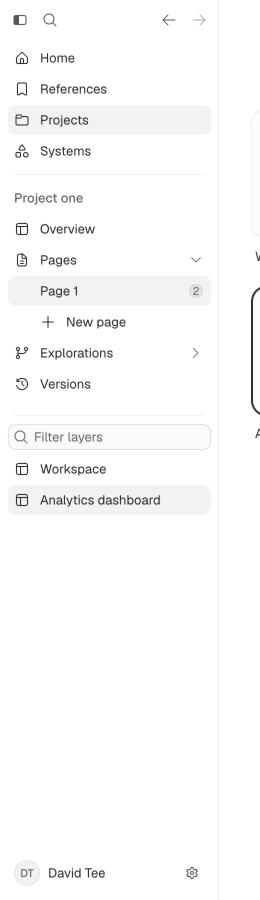 Home
References
Projects
Systems
Project one
Overview
Pages
Page 1 2
New page
Explorations
Versions
Filter layers
Workspace
Analytics dashboard
DT David Tee